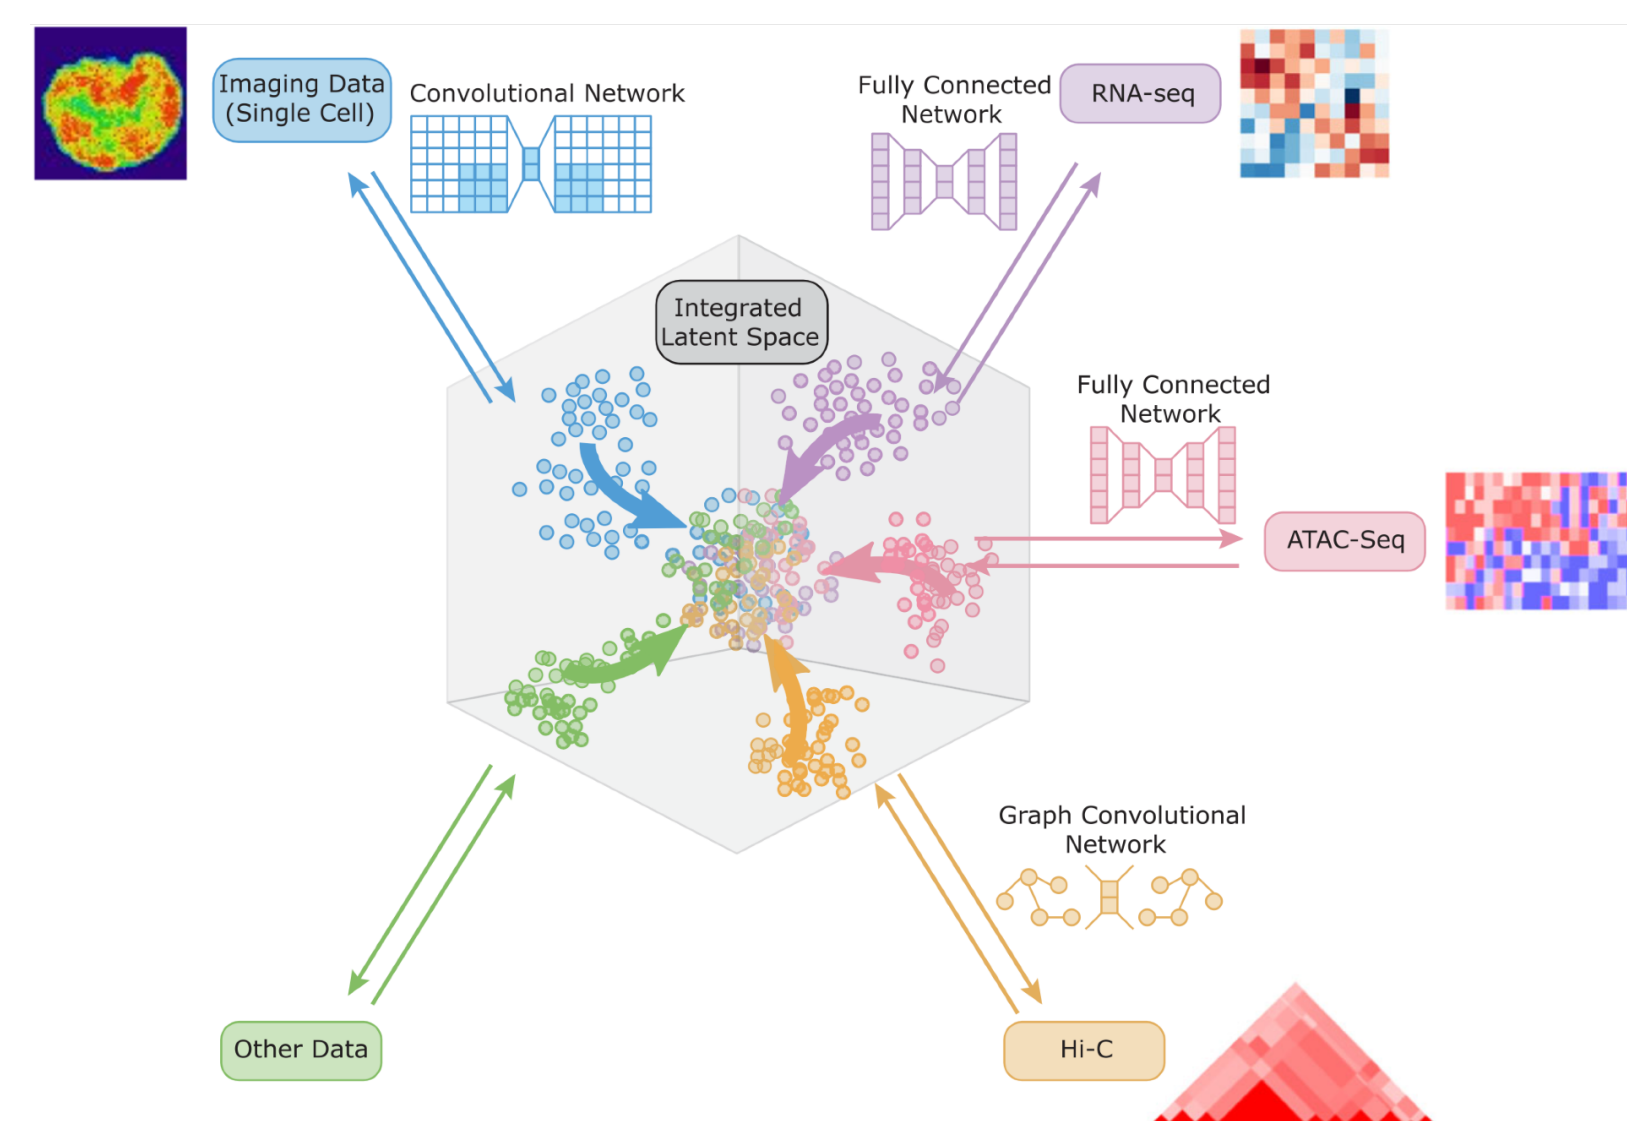 Imaging Data
(Single Cell)
Convolutional Network
Fully Connected
Network
RNA-seq
Integrated
Latent Space
Fully Connected
Network
ATAC-Seq
Graph Convolutional
Network
Other Data
Hi-C